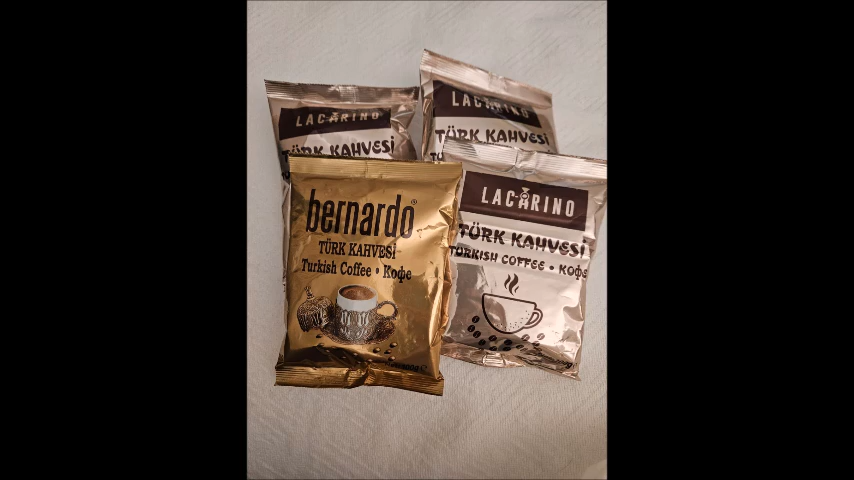 LACARINO
TÜRK KAHVESİ
LACARINO
TÜRK KAHVESİ
bernardo®
TÜRK KAHVESİ
Turkish Coffee • Кофе
LACARINO
TÜRK KAHVESİ
TURKISH COFFEE • КОФЕ